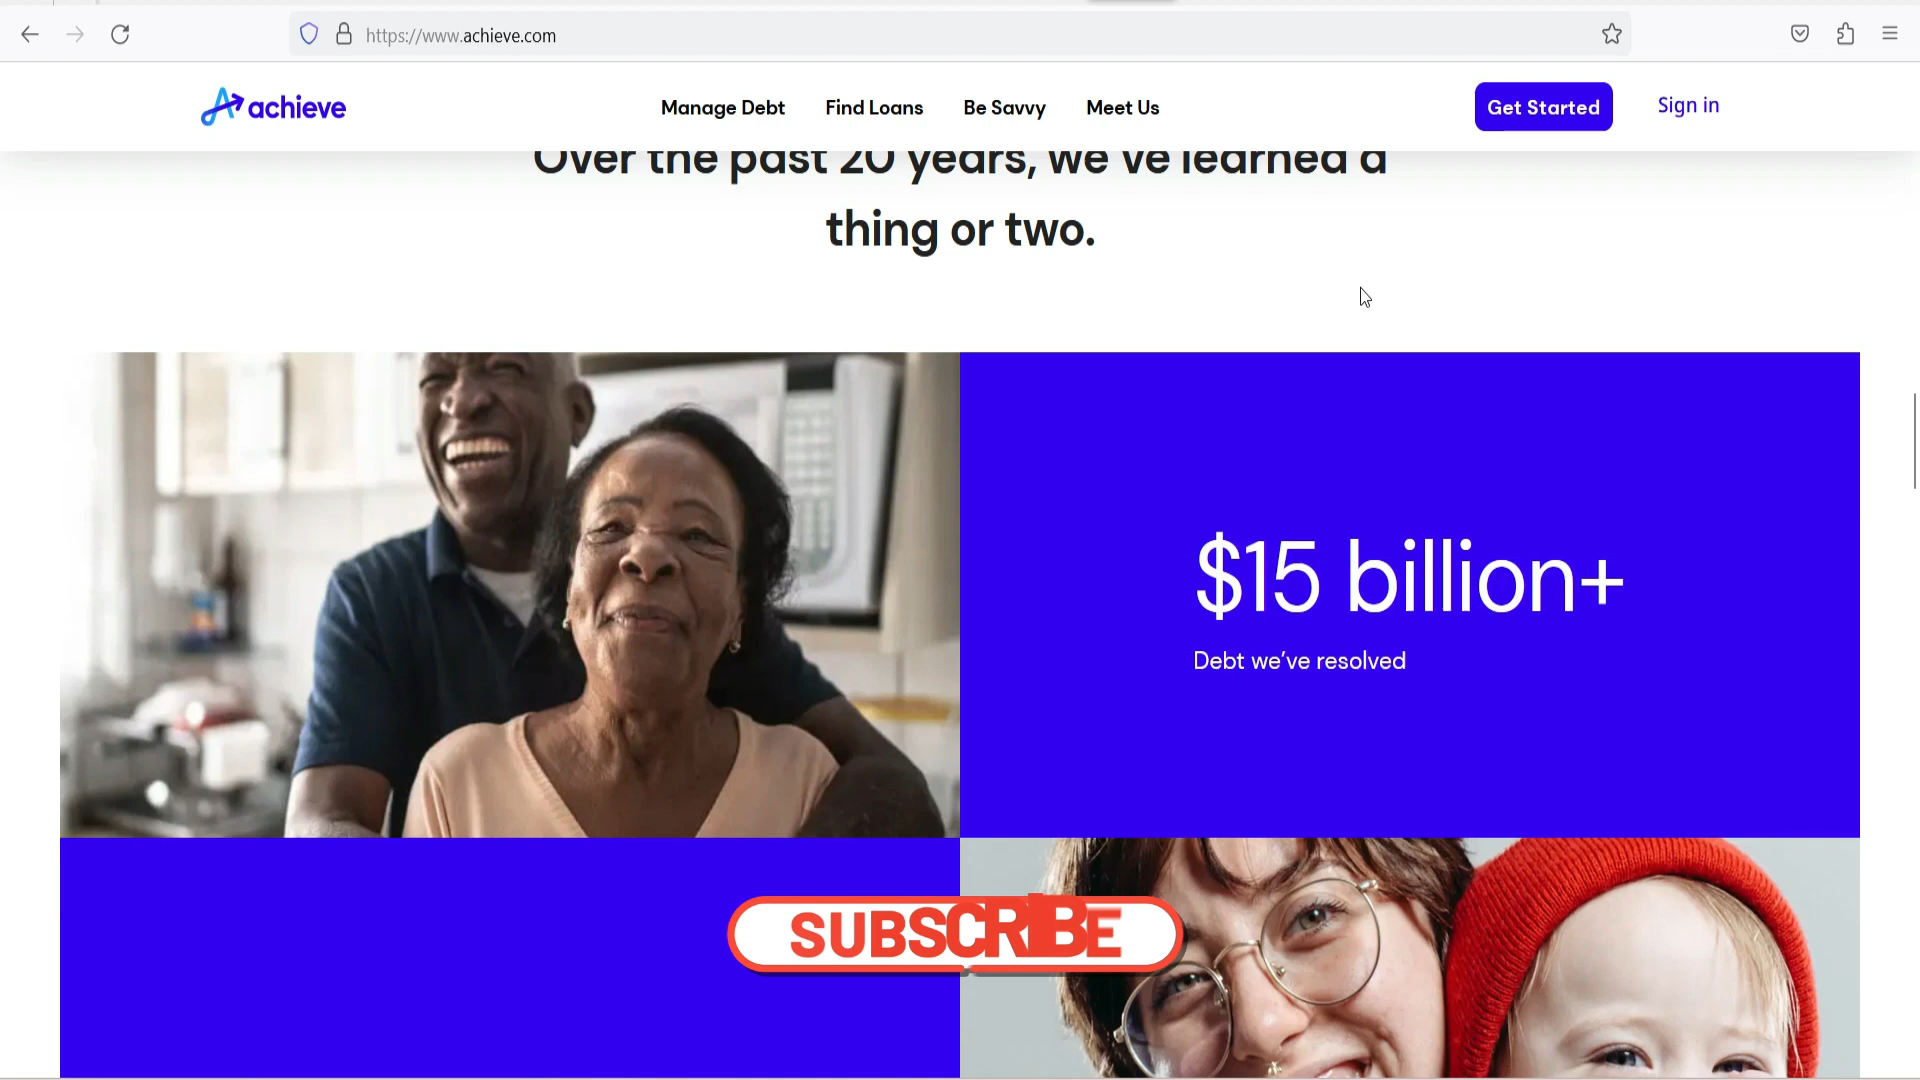 https://www.achieve.com
achieve
Manage Debt
Find Loans
Be Savvy
Meet Us
Get Started
Sign in
Over the past 20 years, we've learned a
thing or two.
$15 billion+
Debt we've resolved
SUBSCRIBE